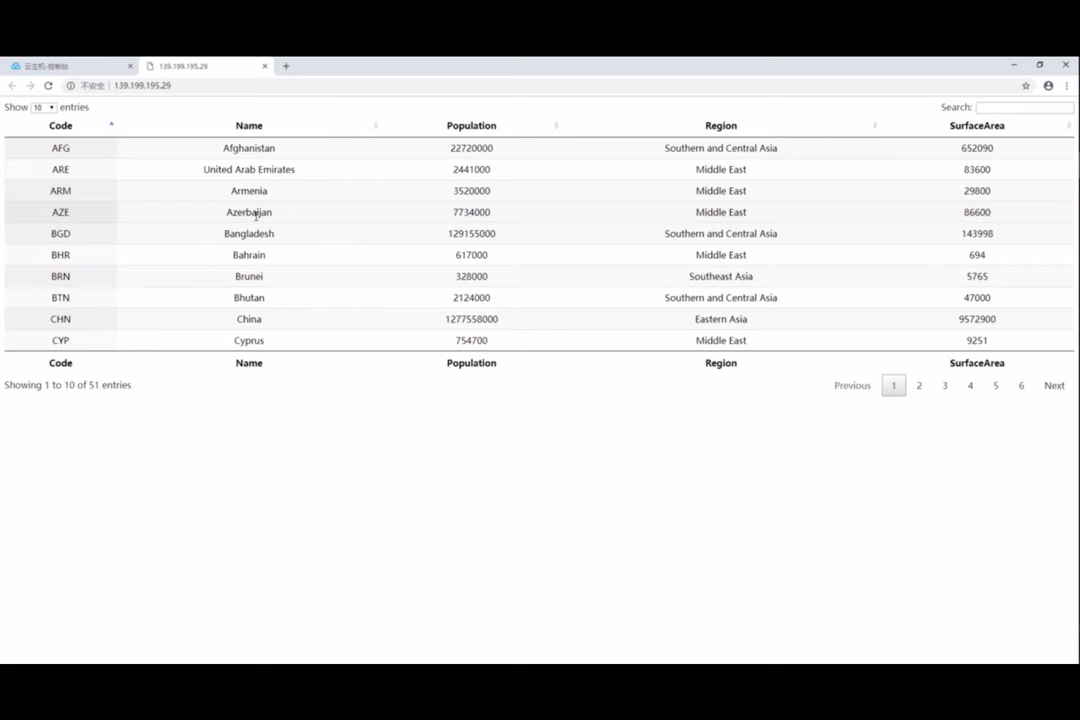 云主机-控制台 139.199.195.29
不安全 139.199.195.29
Show 10 entries Search:
Code Name Population Region SurfaceArea
AFG Afghanistan 22720000 Southern and Central Asia 652090
ARE United Arab Emirates 2441000 Middle East 83600
ARM Armenia 3520000 Middle East 29800
AZE Azerbaijan 7734000 Middle East 86600
BGD Bangladesh 129155000 Southern and Central Asia 143998
BHR Bahrain 617000 Middle East 694
BRN Brunei 328000 Southeast Asia 5765
BTN Bhutan 2124000 Southern and Central Asia 47000
CHN China 1277558000 Eastern Asia 9572900
CYP Cyprus 754700 Middle East 9251
Code Name Population Region SurfaceArea
Showing 1 to 10 of 51 entries Previous 1 2 3 4 5 6 Next